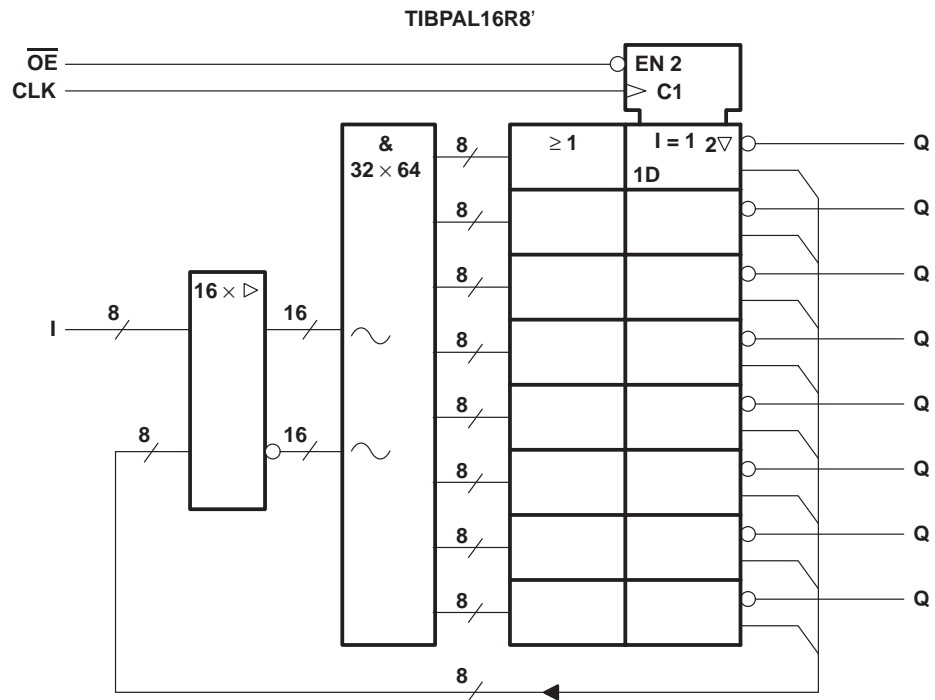 TIBPAL16R8’
OE
EN 2
CLK
C1
&
32 × 64
8
≥ 1
I = 1 2▽
1D
Q
8
Q
8
Q
16 × ▷
I
8
16
8
Q
8
Q
8
16
8
Q
8
Q
8
Q
8